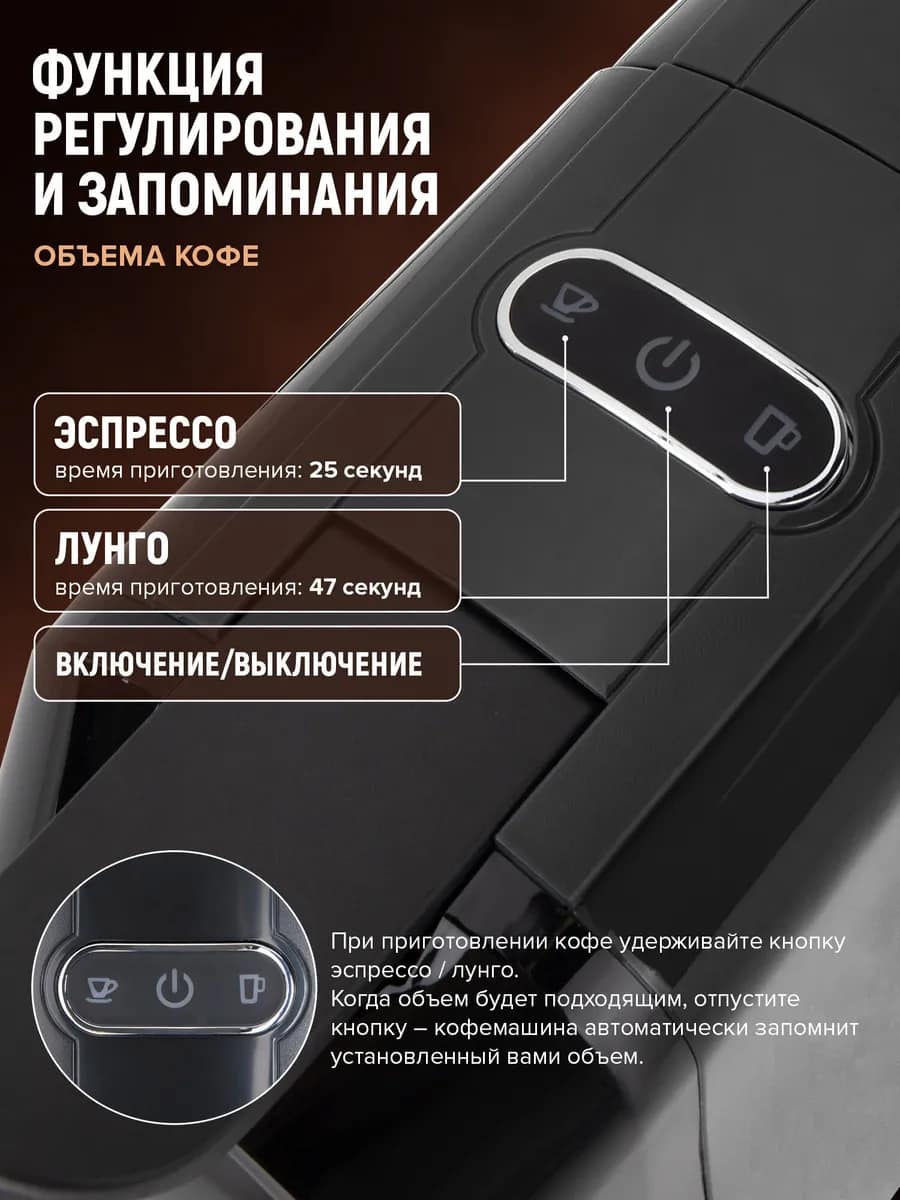 ФУНКЦИЯ
РЕГУЛИРОВАНИЯ
И ЗАПОМИНАНИЯ
ОБЪЕМА КОФЕ
ЭСПРЕССО
время приготовления: 25 секунд
ЛУНГО
время приготовления: 47 секунд
ВКЛЮЧЕНИЕ/ВЫКЛЮЧЕНИЕ
При приготовлении кофе удерживайте кнопку
эспрессо / лунго.
Когда объем будет подходящим, отпустите
кнопку – кофемашина автоматически запомнит
установленный вами объем.